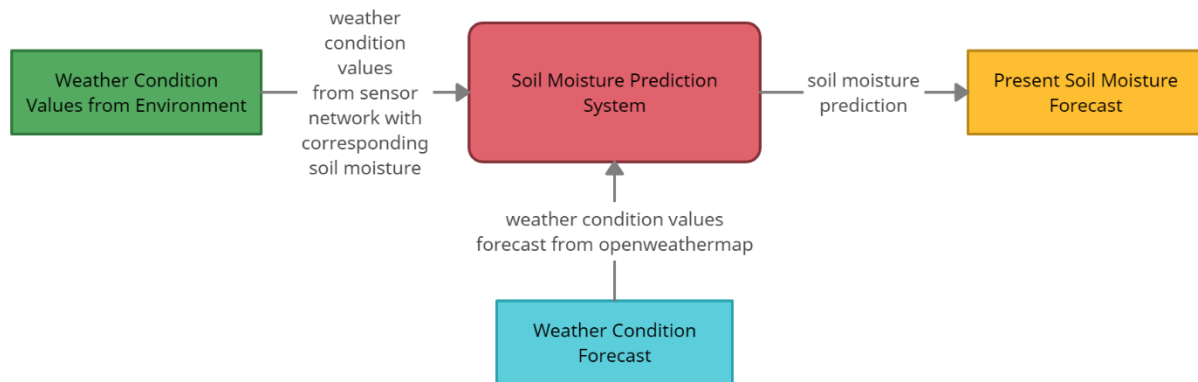 Weather Condition
Values from Environment
weather
condition
values
from sensor
network with
corresponding
soil moisture
Soil Moisture Prediction
System
soil moisture
prediction
Present Soil Moisture
Forecast
weather condition values
forecast from openweathermap
Weather Condition
Forecast